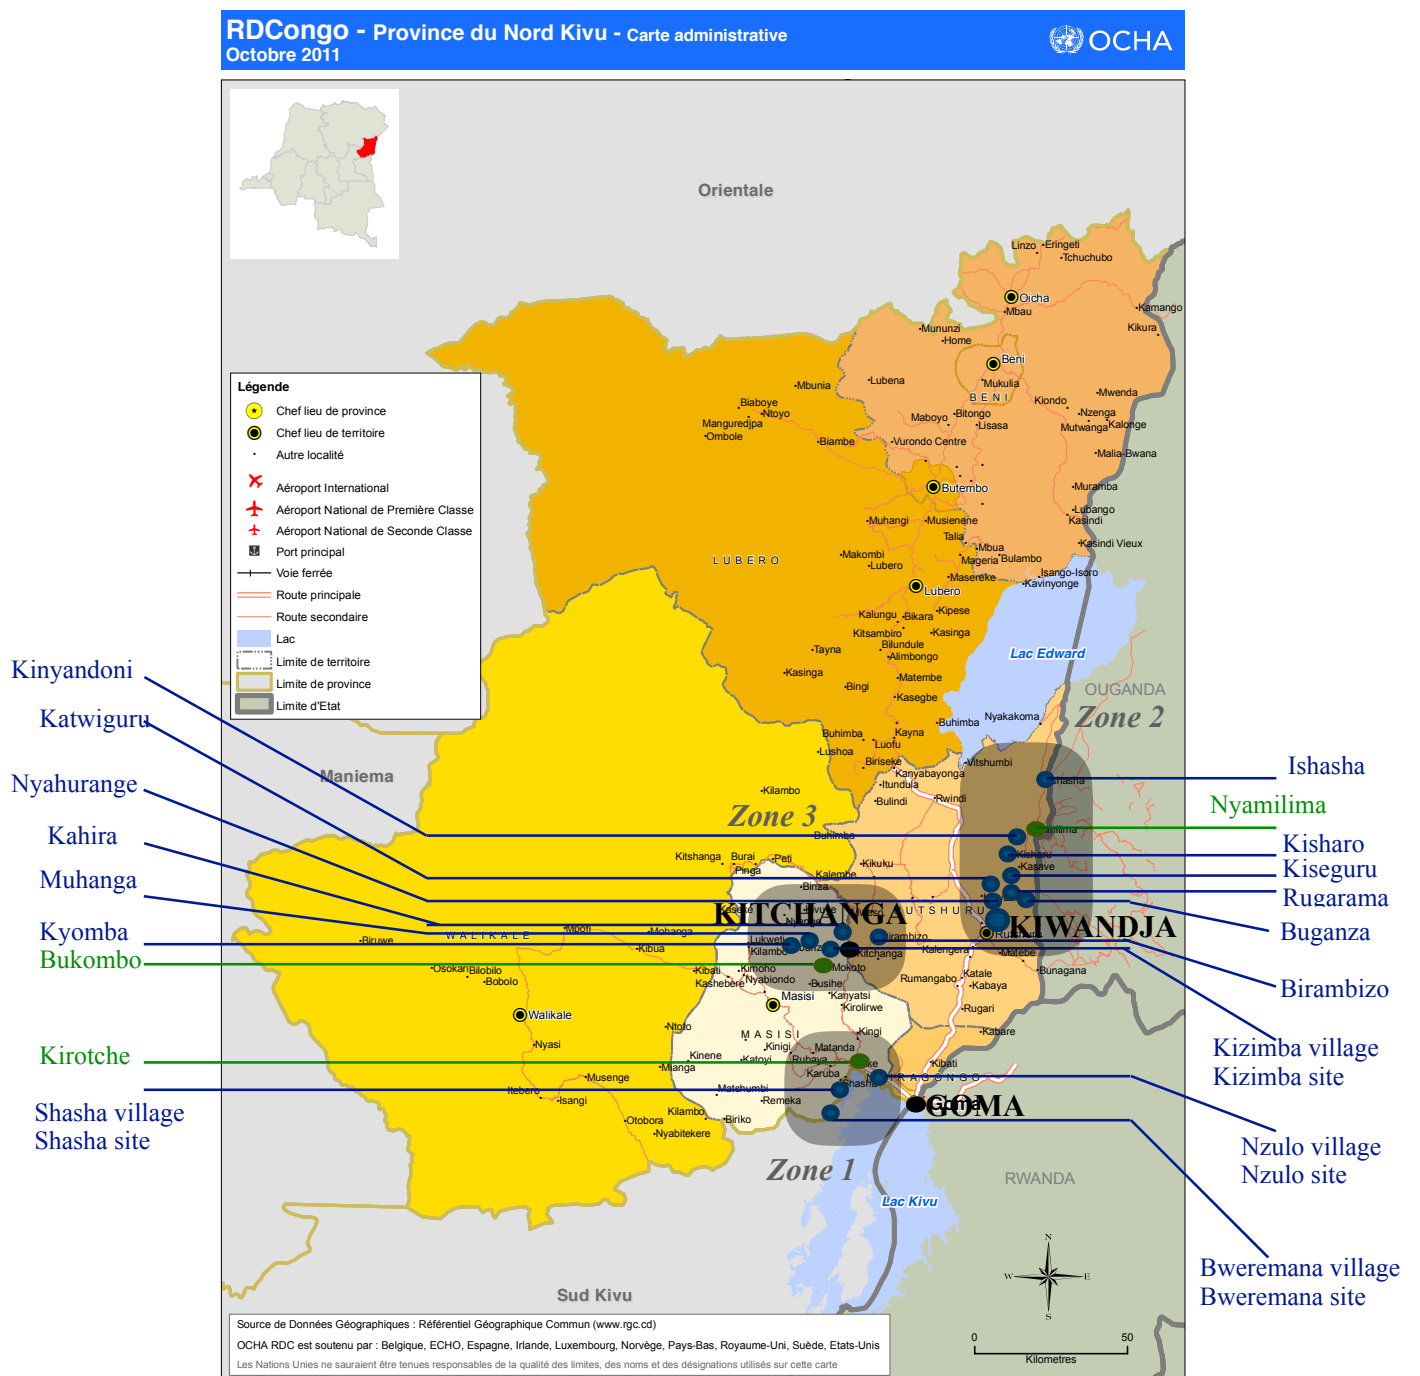 RDCongo - Province du Nord Kivu - Carte administrative
Octobre 2011
OCHA
Orientale
Linzo
Eringeti
Tchuchubo
Oicha
Mbau
Kamango
Kikura
Mununzi
Home
Beni
Mukulia
BENI
Lubena
Mbunia
Mwenda
Kiondo
Nzenga
Mutwanga
Kalonge
Biaboye
Ntoyo
Manguredjpa
Ombole
Maboyo
Bitongo
Lisasa
Biambe
Vurondo Centre
Malia-Bwana
Butembo
Muramba
Lubango
Kasindi
Muhangi
Musienene
Talia
Kasindi Vieux
Mbua
Bulambo
Mageria
Makombi
Lubero
Masereke
Isango-Isoro
Kavinyonge
LUBERO
Lubero
Kipese
Kalungu
Bikara
Kitsambiro
Kasinga
Bilundule
Alimbongo
Tayna
Kasinga
Matembe
Bingi
Kasegbe
Lac Edward
OUGANDA
Zone 2
Nyakakoma
Buhimba
Buhimba
Kayna
Luofu
Lushoa
Biriseke
Vitshumbi
Kanyabayonga
Itundula
Bulindi
Rwindi
Kilambo
Zone 3
Buhimba
Légende
Chef lieu de province
Chef lieu de territoire
Autre localité
Aéroport International
Aéroport National de Première Classe
Aéroport National de Seconde Classe
Port principal
Voie ferrée
Route principale
Route secondaire
Lac
Limite de territoire
Limite de province
Limite d'Etat
Maniema
Kinyandoni
Katwiguru
Nyahurange
Kahira
Muhanga
Kyomba
Bukombo
Kirotche
Shasha village
Shasha site
Ishasha
Nyamilima
Kisharo
Kiseguru
Rugarama
Buganza
Birambizo
Kizimba village
Kizimba site
Nzulo village
Nzulo site
Bweremana village
Bweremana site
Kisharu
Kasave
Kitshanga
Burai
Peti
Pinga
Kalembe
Kikuku
Binza
KITCHANGA
KIWANDJA
Rutshuru
Birambizo
Kitchanga
Kalengera
Matebe
Bunagana
Mokoto
Lukweti
Kilambo
Biruwe
WALIKALE
Mboti
Mohanga
Kibua
Osokari
Bilobilo
Bobolo
Kibati
Kimoho
Nyabiondo
Kashebere
Busihe
Kanyatsi
Kirolirwe
Rumangabo
Katale
Kabaya
Rugari
Kabare
Masisi
MASISI
Walikale
Nyasi
Ntoto
Kinene
Mianga
Kinigi
Katoyi
Rubaya
Matanda
Kingi
Karuba
Shasha
Kibati
Musenge
Itebero
Isangi
Matshumbi
Remeka
Kilambo
Biriko
Otobora
Nyabitekere
GOMA
Zone 1
RWANDA
Lac Kivu
Sud Kivu
N
W
E
S
Source de Données Géographiques : Référentiel Géographique Commun (www.rgc.cd)
OCHA RDC est soutenu par : Belgique, ECHO, Espagne, Irlande, Luxembourg, Norvège, Pays-Bas, Royaume-Uni, Suède, Etats-Unis
Les Nations Unies ne sauraient être tenues responsables de la qualité des limites, des noms et des désignations utilisés sur cette carte
0 50
Kilometres